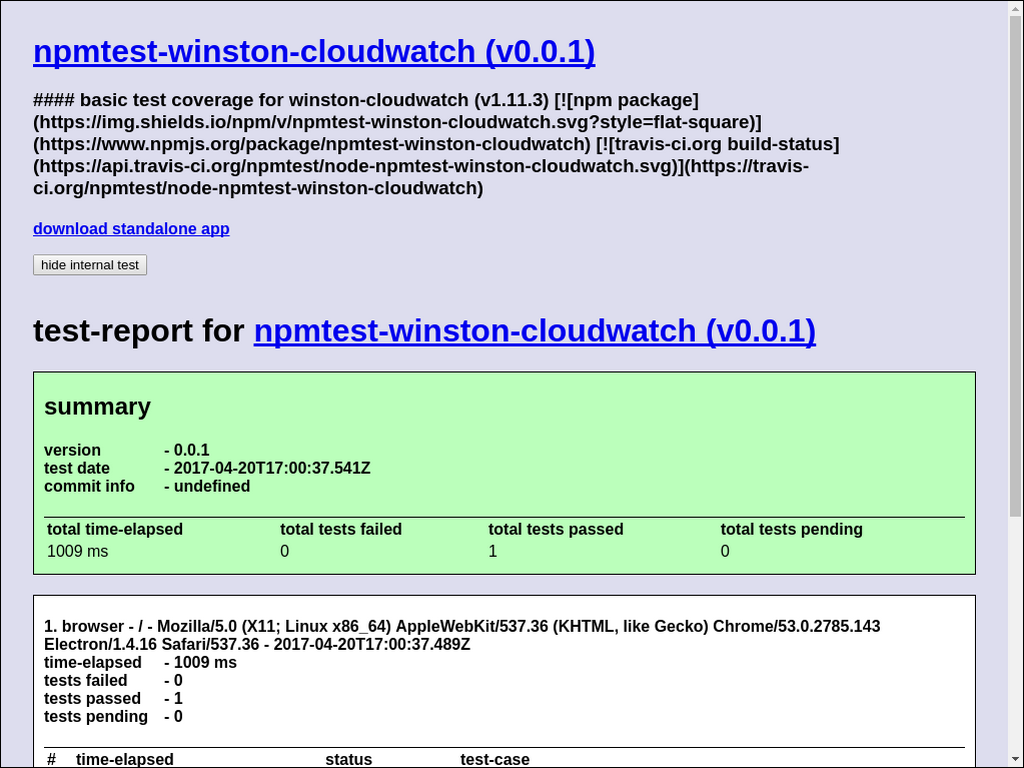 npmtest-winston-cloudwatch (v0.0.1)
#### basic test coverage for winston-cloudwatch (v1.11.3) [![npm package]
(https://img.shields.io/npm/v/npmtest-winston-cloudwatch.svg?style=flat-square)]
(https://www.npmjs.org/package/npmtest-winston-cloudwatch) [![travis-ci.org build-status]
(https://api.travis-ci.org/npmtest/node-npmtest-winston-cloudwatch.svg)](https://travis-
ci.org/npmtest/node-npmtest-winston-cloudwatch)
download standalone app
hide internal test
test-report for npmtest-winston-cloudwatch (v0.0.1)
summary
version - 0.0.1
test date - 2017-04-20T17:00:37.541Z
commit info - undefined
total time-elapsed total tests failed total tests passed total tests pending
1009 ms 0 1 0
1. browser - / - Mozilla/5.0 (X11; Linux x86_64) AppleWebKit/537.36 (KHTML, like Gecko) Chrome/53.0.2785.143
Electron/1.4.16 Safari/537.36 - 2017-04-20T17:00:37.489Z
time-elapsed - 1009 ms
tests failed - 0
tests passed - 1
tests pending - 0
# time-elapsed status test-case